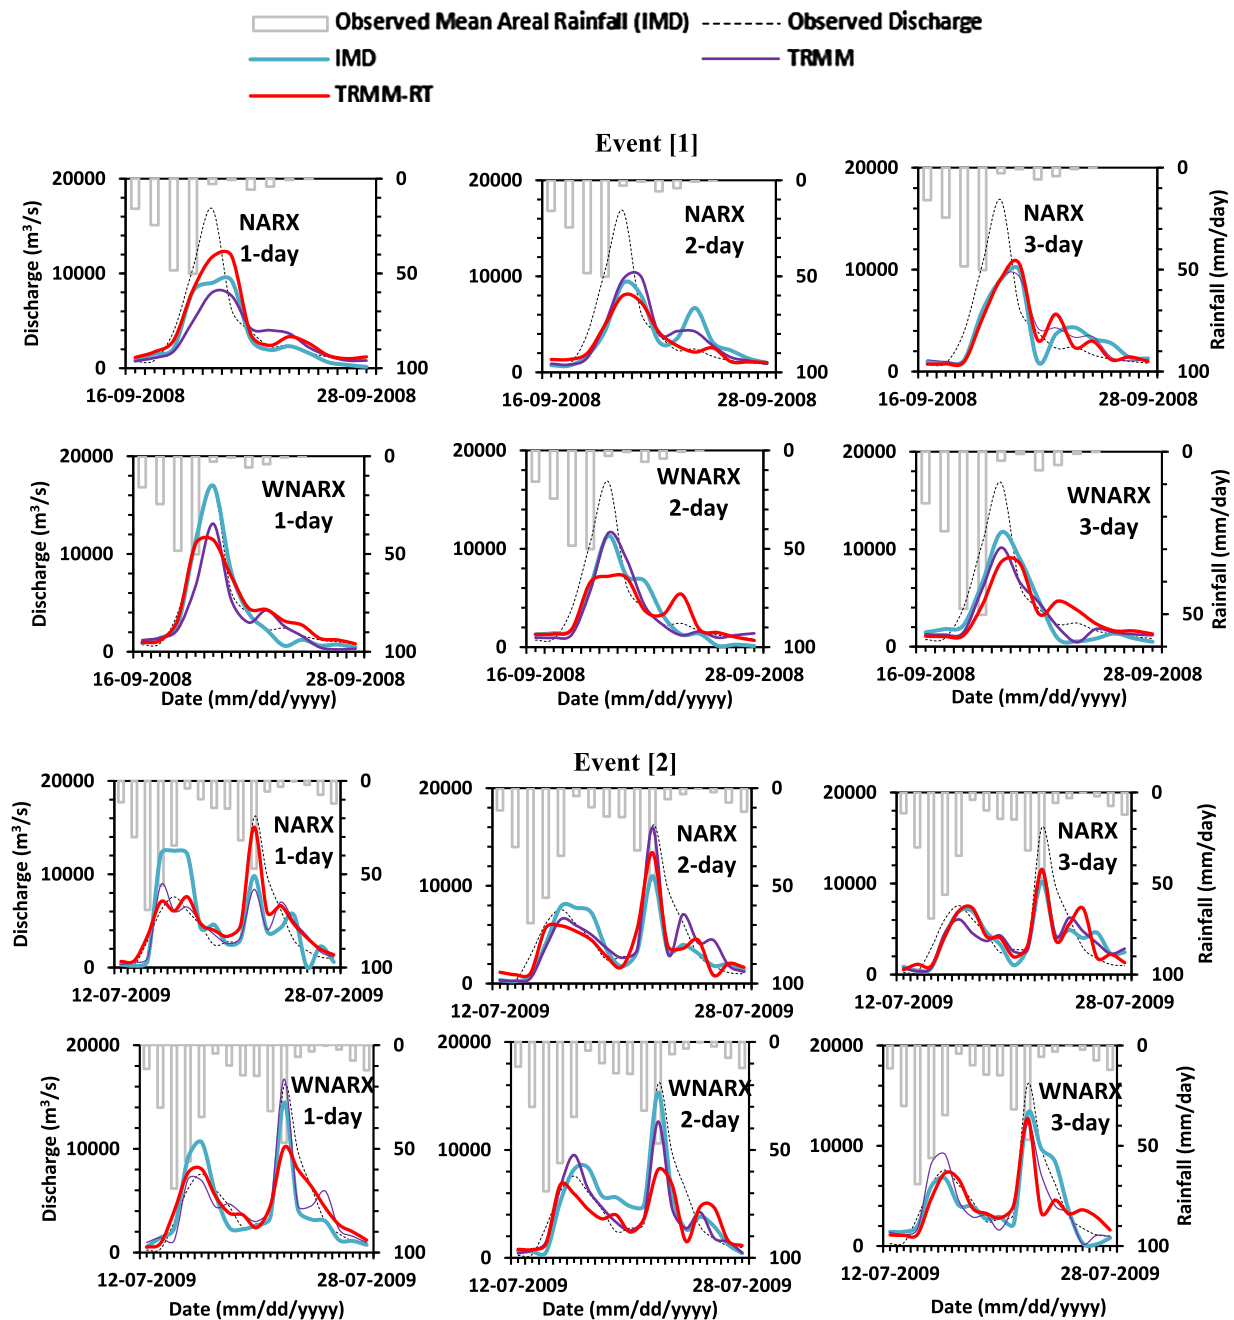 Observed Mean Areal Rainfall (IMD) Observed Discharge
IMD TRMM
TRMM-RT
Event [1]
20000 0 20000 0 20000 0
NARX 1-day NARX 2-day NARX 3-day
Discharge (m³/s) 10000 50 10000 50 10000 50 Rainfall (mm/day)
0 100 0 100 0 100
16-09-2008 28-09-2008 16-09-2008 28-09-2008 16-09-2008 28-09-2008
20000 0 20000 0 20000 0
WNARX 1-day WNARX 2-day WNARX 3-day
Discharge (m³/s) 10000 50 10000 50 10000 50 Rainfall (mm/day)
0 100 0 100 0
16-09-2008 28-09-2008 16-09-2008 28-09-2008 16-09-2008 28-09-2008
Date (mm/dd/yyyy) Date (mm/dd/yyyy) Date (mm/dd/yyyy)
Event [2]
20000 0 20000 0 20000 0
NARX 1-day NARX 2-day NARX 3-day
Discharge (m³/s) 10000 50 10000 50 10000 50 Rainfall (mm/day)
0 100 0 100 0 100
12-07-2009 28-07-2009 12-07-2009 28-07-2009 12-07-2009 28-07-2009
20000 0 20000 0 20000 0
WNARX 1-day WNARX 2-day WNARX 3-day
Discharge (m³/s) 10000 50 10000 50 10000 50 Rainfall (mm/day)
0 100 0 100 0 100
12-07-2009 28-07-2009 12-07-2009 28-07-2009 12-07-2009 28-07-2009
Date (mm/dd/yyyy) Date (mm/dd/yyyy) Date (mm/dd/yyyy)